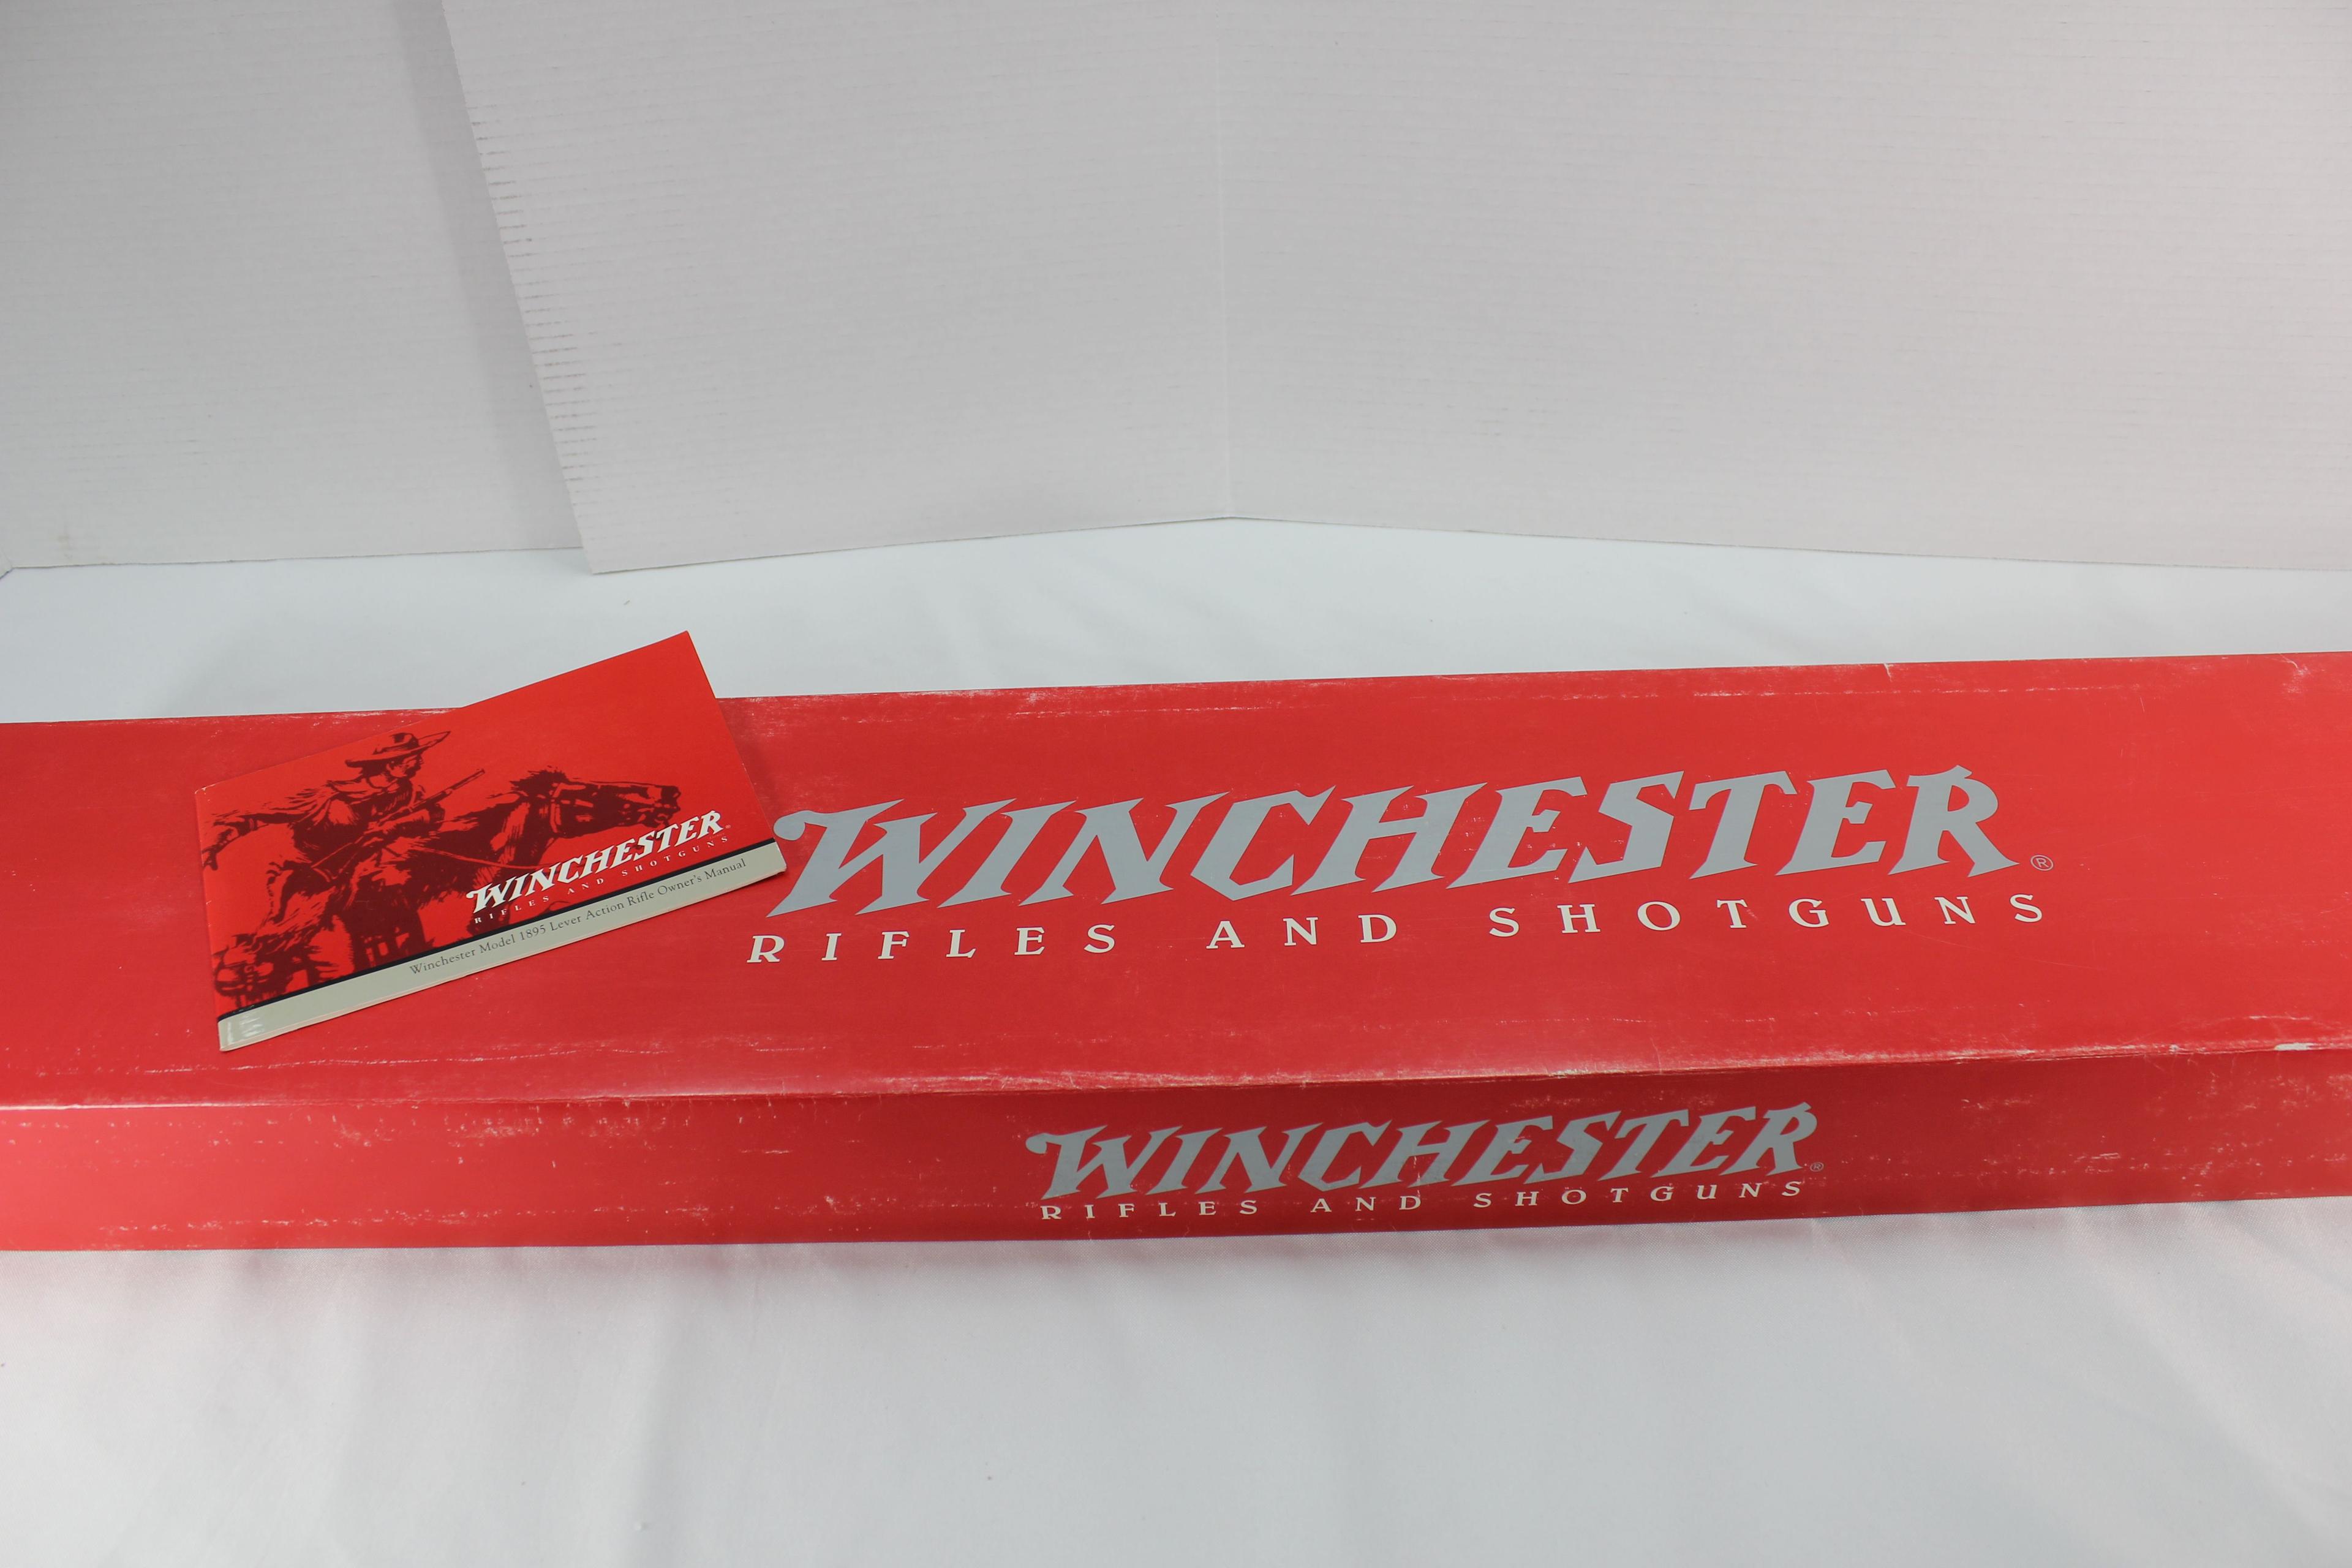 WINCHESTER®
RIFLES AND SHOTGUNS
Winchester Model 1895 Lever Action Rifle Owner's Manual
WINCHESTER®
RIFLES AND SHOTGUNS
WINCHESTER®
RIFLES AND SHOTGUNS